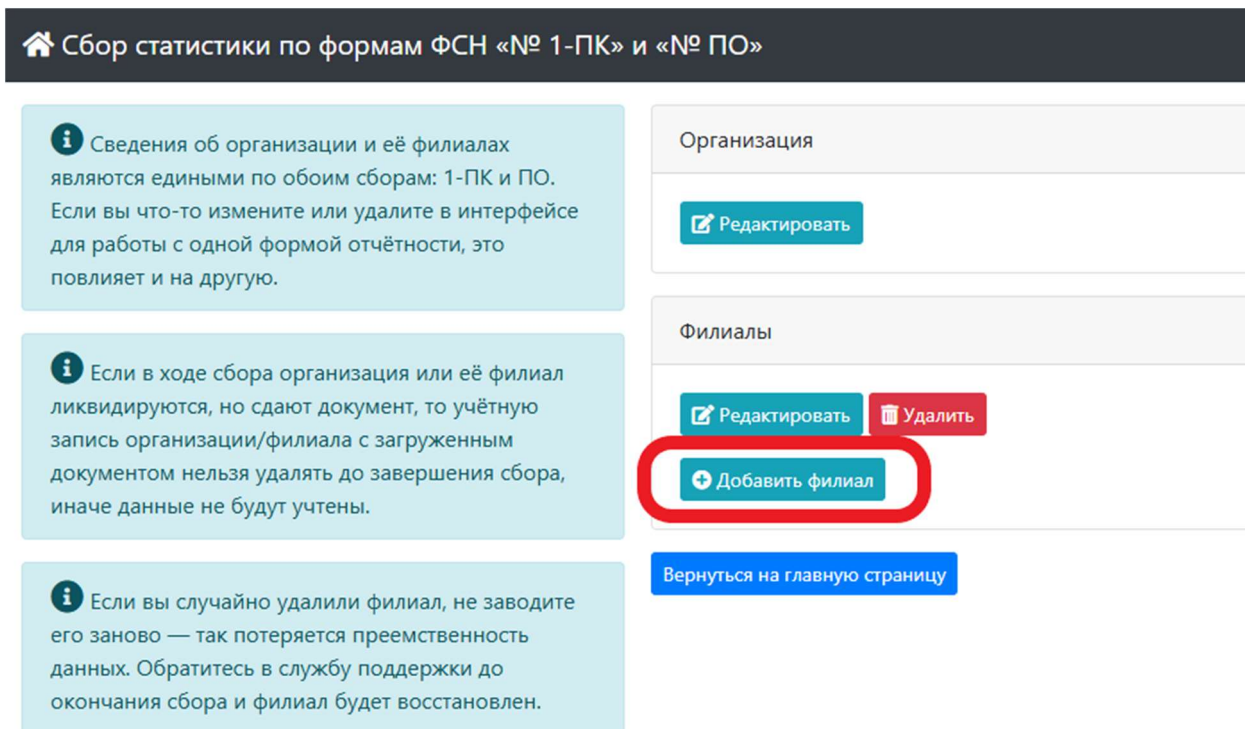 Сбор статистики по формам ФСН «№ 1-ПК» и «№ ПО»
Сведения об организации и её филиалах
являются едиными по обоим сборам: 1-ПК и ПО.
Если вы что-то измените или удалите в интерфейсе
для работы с одной формой отчётности, это
повлияет и на другую.
Если в ходе сбора организация или её филиал
ликвидируются, но сдают документ, то учётную
запись организации/филиала с загруженным
документом нельзя удалять до завершения сбора,
иначе данные не будут учтены.
Если вы случайно удалили филиал, не заводите
его заново — так потеряется преемственность
данных. Обратитесь в службу поддержки до
окончания сбора и филиал будет восстановлен.
Организация
Редактировать
Филиалы
Редактировать Удалить
Добавить филиал
Вернуться на главную страницу